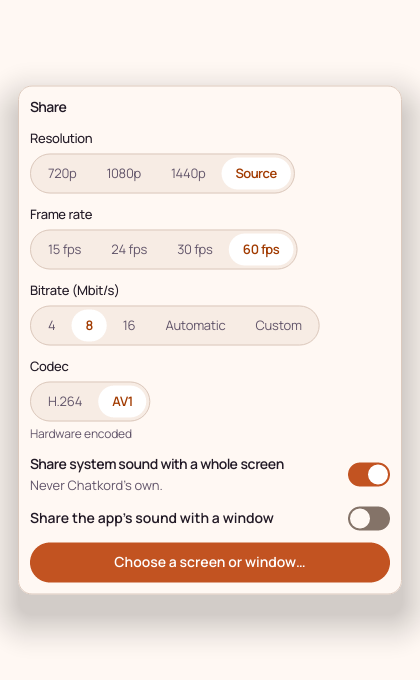 Share
Resolution
720p 1080p 1440p Source
Frame rate
15 fps 24 fps 30 fps 60 fps
Bitrate (Mbit/s)
4 8 16 Automatic Custom
Codec
H.264 AV1
Hardware encoded
Share system sound with a whole screen
Never Chatkord's own.
Share the app's sound with a window
Choose a screen or window...